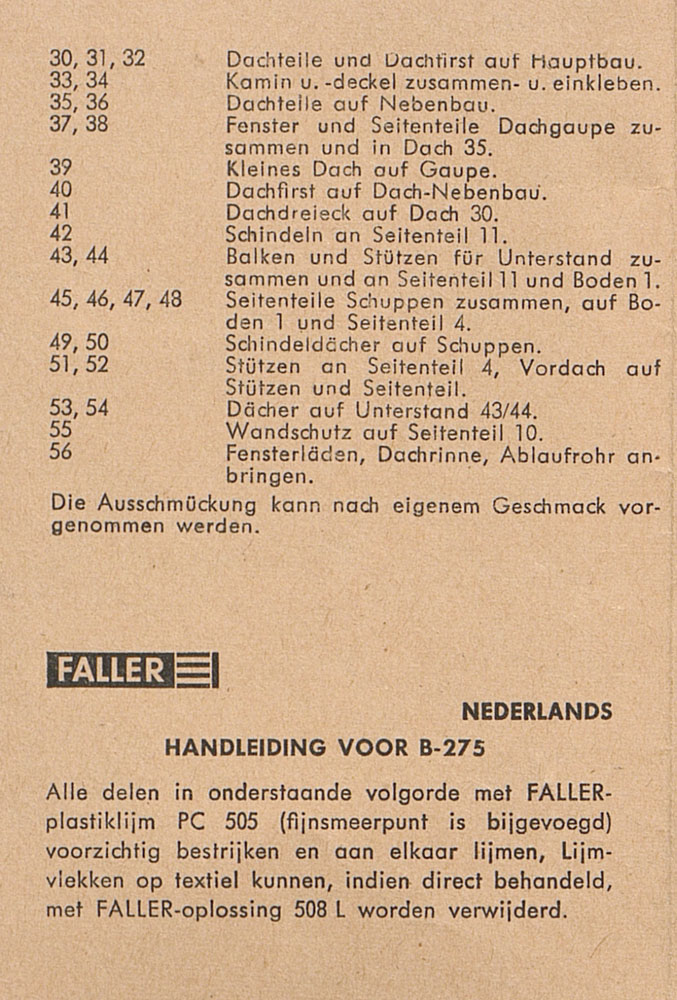 30, 31, 32 Dachteile und Dachfirst auf Hauptbau.
33, 34 Kamin u. -deckel zusammen- u. einkleben.
35, 36 Dachteile auf Nebenbau.
37, 38 Fenster und Seitenteile Dachgaupe zu-
sammen und in Dach 35.
39 Kleines Dach auf Gaupe.
40 Dachfirst auf Dach-Nebenbau.
41 Dachdreieck auf Dach 30.
42 Schindeln an Seitenteil 11.
43, 44 Balken und Stützen für Unterstand zu-
sammen und an Seitenteil 11 und Boden 1.
45, 46, 47, 48 Seitenteile Schuppen zusammen, auf Bo-
den 1 und Seitenteil 4.
49, 50 Schindeldächer auf Schuppen.
51, 52 Stützen an Seitenteil 4, Vordach auf
Stützen und Seitenteil.
53, 54 Dächer auf Unterstand 43/44.
55 Wandschutz auf Seitenteil 10.
56 Fensterläden, Dachrinne, Ablaufrohr an-
bringen.
Die Ausschmückung kann nach eigenem Geschmack vor-
genommen werden.
FALLER
NEDERLANDS
HANDLEIDING VOOR B-275
Alle delen in onderstaande volgorde met FALLER-
plastiklijm PC 505 (fijnsmeerpunt is bijgevoegd)
voorzichtig bestrijken en aan elkaar lijmen, Lijm-
vlekken op textiel kunnen, indien direct behandeld,
met FALLER-oplossing 508 L worden verwijderd.